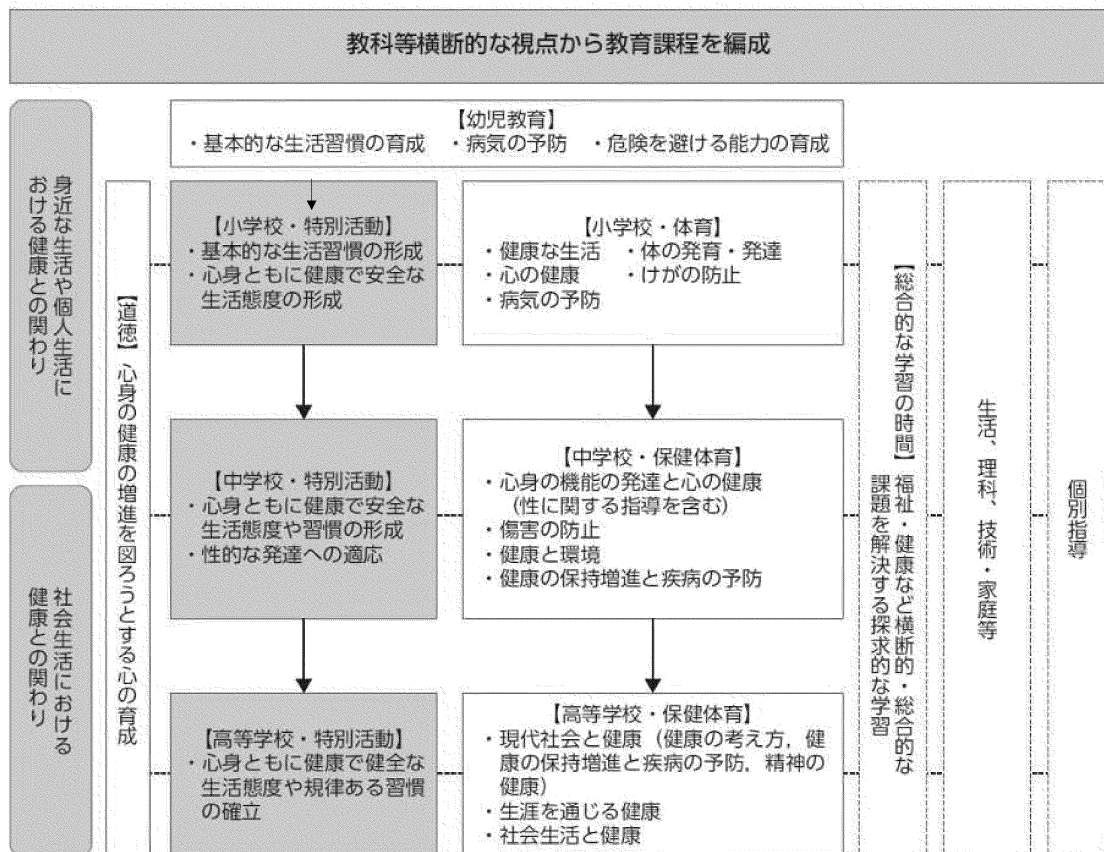 教科等横断的な視点から教育課程を編成
【幼児教育】
・基本的な生活習慣の育成 ・病気の予防 ・危険を避ける能力の育成
身近な生活や個人生活に
おける健康との関わり
社会生活における
健康との関わり
【道徳】心身の健康の増進を図ろうとする心の育成
【小学校・特別活動】
・基本的な生活習慣の形成
・心身ともに健康で安全な
生活態度の形成
【小学校・体育】
・健康な生活 ・体の発育・発達
・心の健康 ・けがの防止
・病気の予防
【中学校・特別活動】
・心身ともに健康で安全な
生活態度や習慣の形成
・性的な発達への適応
【中学校・保健体育】
・心身の機能の発達と心の健康
（性に関する指導を含む）
・傷害の防止
・健康と環境
・健康の保持増進と疾病の予防
【高等学校・特別活動】
・心身ともに健康で健全な
生活態度や規律ある習慣
の確立
【高等学校・保健体育】
・現代社会と健康（健康の考え方，健
康の保持増進と疾病の予防，精神の
健康）
・生涯を通じる健康
・社会生活と健康
【総合的な学習の時間】福祉・健康など横断的・総合的な
課題を解決する探求的な学習
生活、理科、技術・家庭等
個別指導